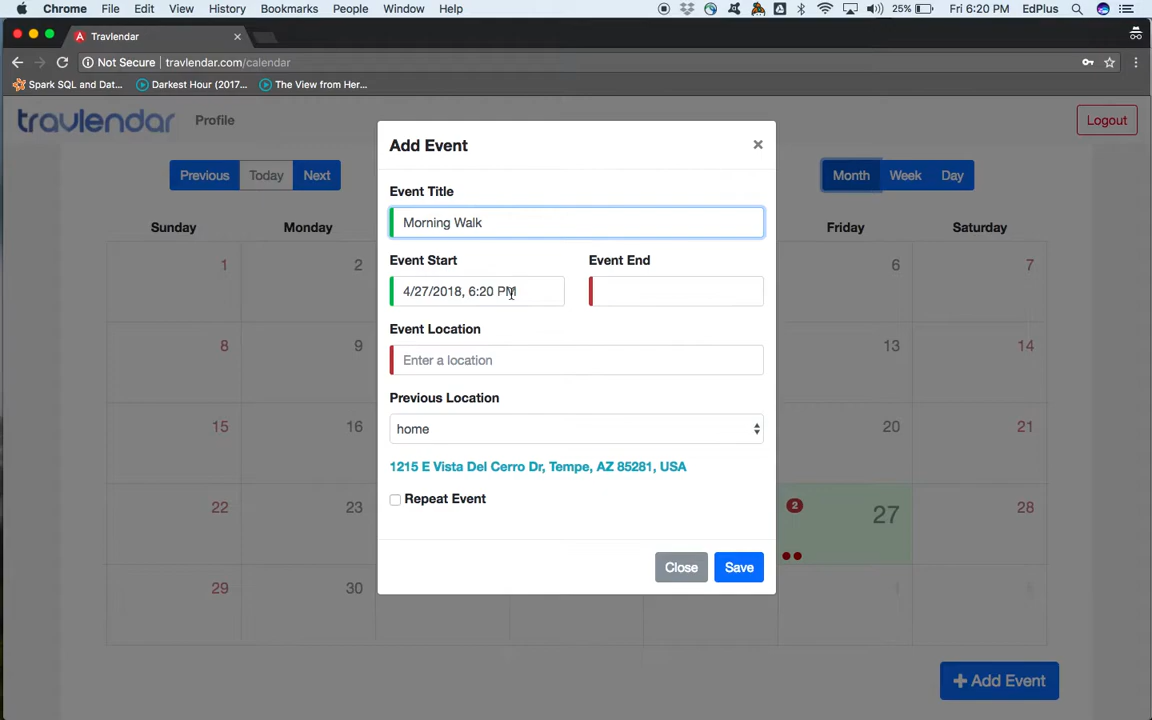 Chrome File Edit View History Bookmarks People Window Help 25% Fri 6:20 PM EdPlus
Travlendar
Not Secure travlendar.com/calendar
Spark SQL and Dat... Darkest Hour (2017... The View from Her...
travlendar Profile Logout
Add Event ×
Previous Today Next Month Week Day
Event Title
Sunday Monday Friday Saturday
Morning Walk
Event Start Event End
1 2 6 7
4/27/2018, 6:20 PM
Event Location
8 9 13 14
Enter a location
Previous Location
15 16 20 21
home
1215 E Vista Del Cerro Dr, Tempe, AZ 85281, USA
Repeat Event
22 23 2 27 28
Close Save
29 30
+ Add Event